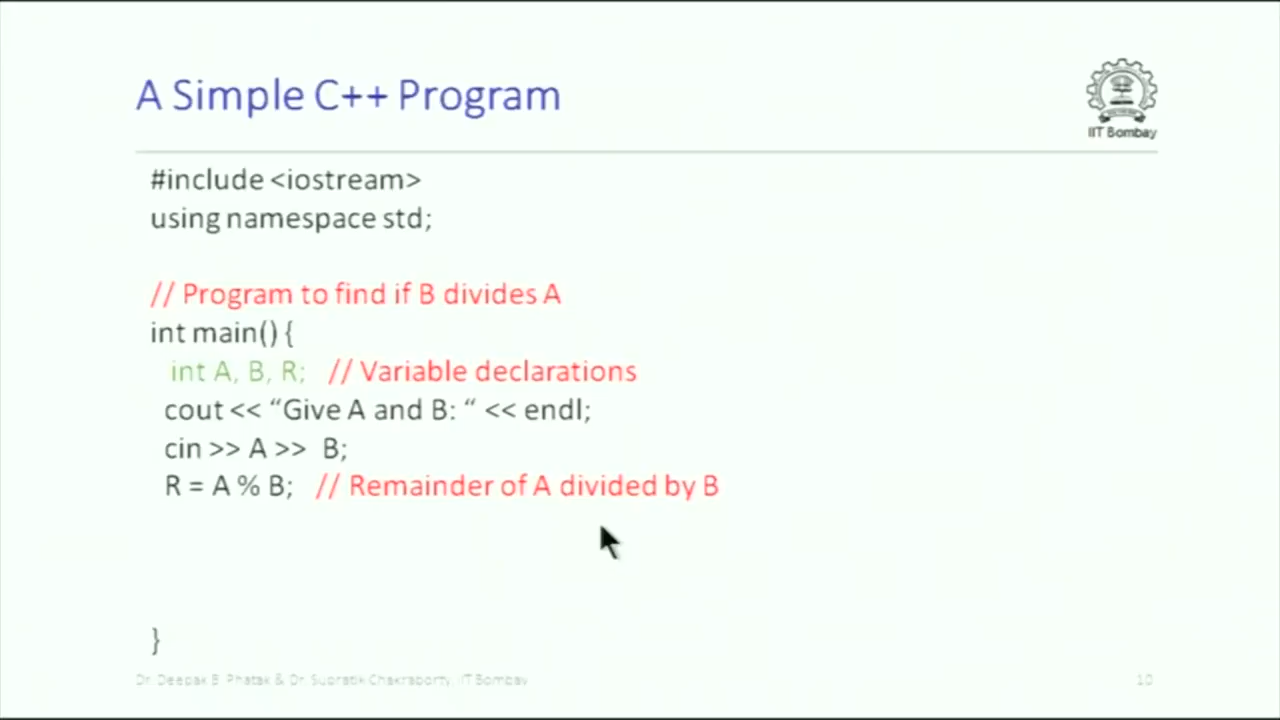 A Simple C++ Program
IIT Bombay
#include <iostream>
using namespace std;
// Program to find if B divides A
int main() {
int A, B, R; // Variable declarations
cout << “Give A and B: “ << endl;
cin >> A >> B;
R = A % B; // Remainder of A divided by B
}
Dr. Deepak B. Phatak & Dr. Supratik Chakraborty, IIT Bombay
10